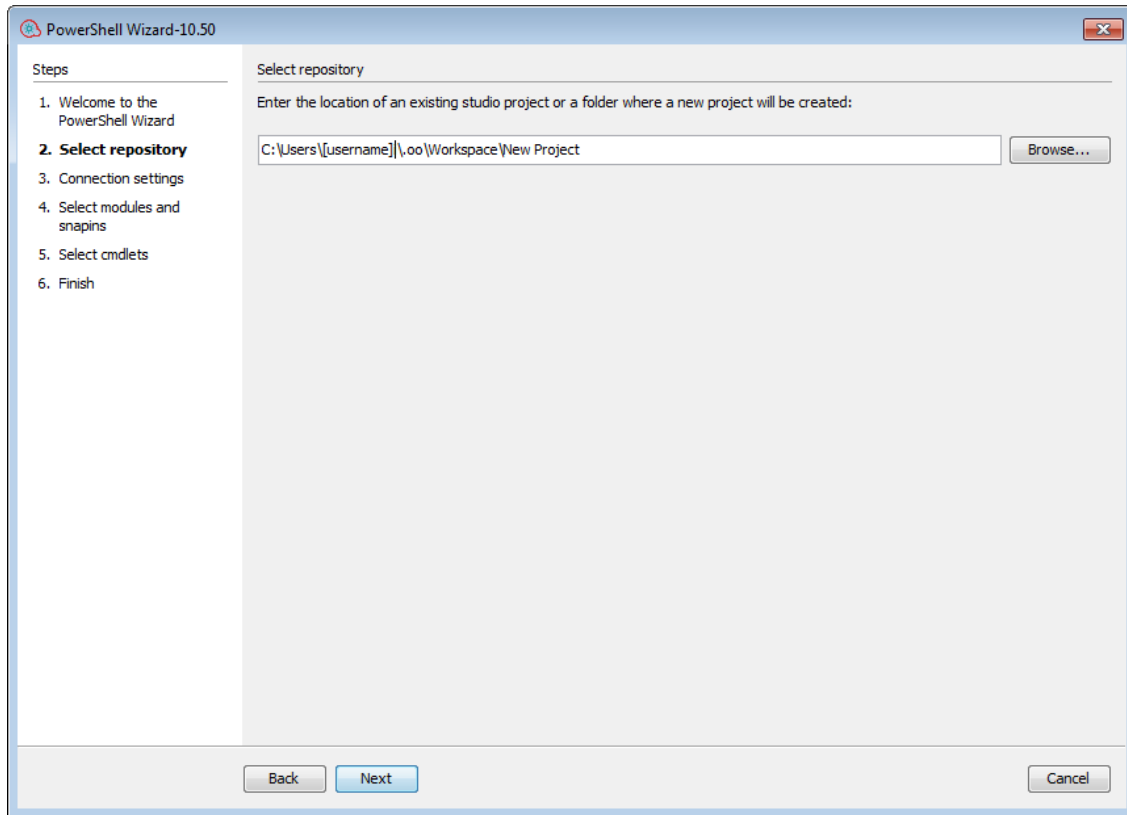 PowerShell Wizard-10.50
Steps
1. Welcome to the
PowerShell Wizard
2. Select repository
3. Connection settings
4. Select modules and
snapins
5. Select cmdlets
6. Finish
Select repository
Enter the location of an existing studio project or a folder where a new project will be created:
C:\Users\[username]\.oo\Workspace\New Project
Browse...
Back
Next
Cancel